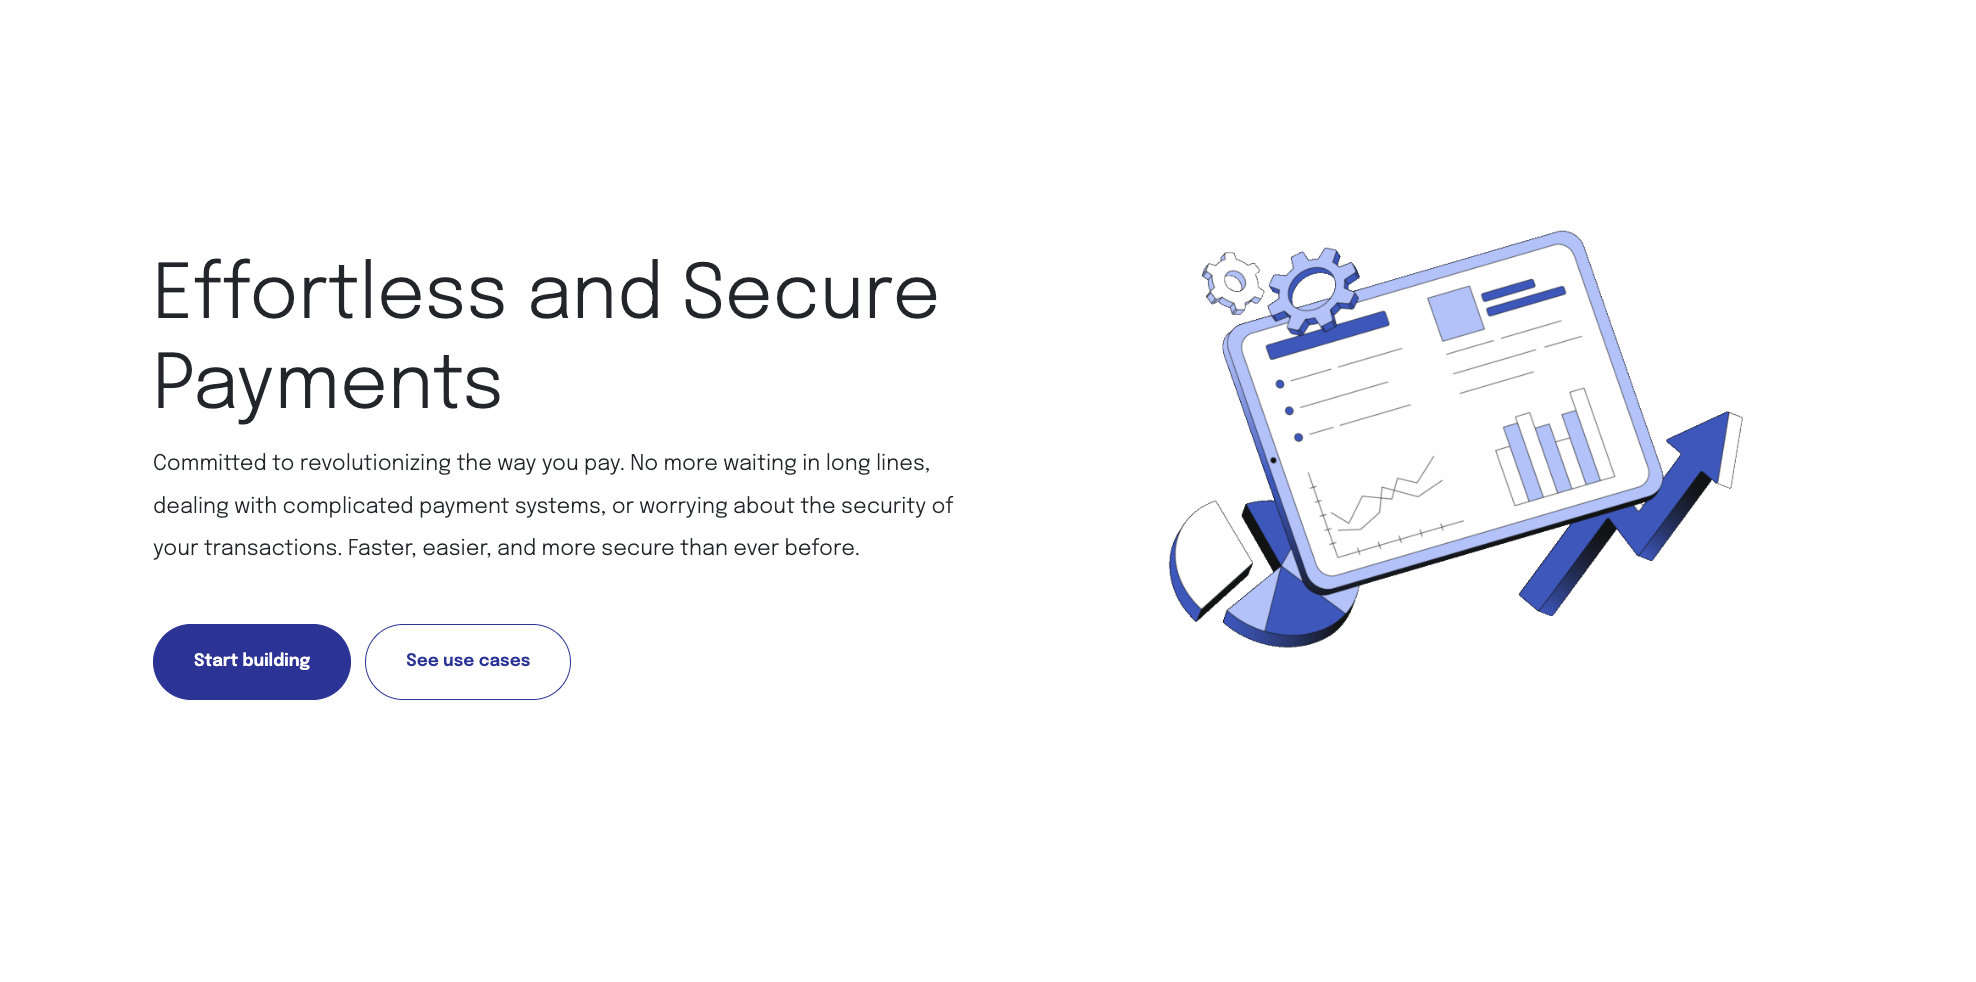 Effortless and Secure
Payments
Committed to revolutionizing the way you pay. No more waiting in long lines,
dealing with complicated payment systems, or worrying about the security of
your transactions. Faster, easier, and more secure than ever before.
Start building
See use cases